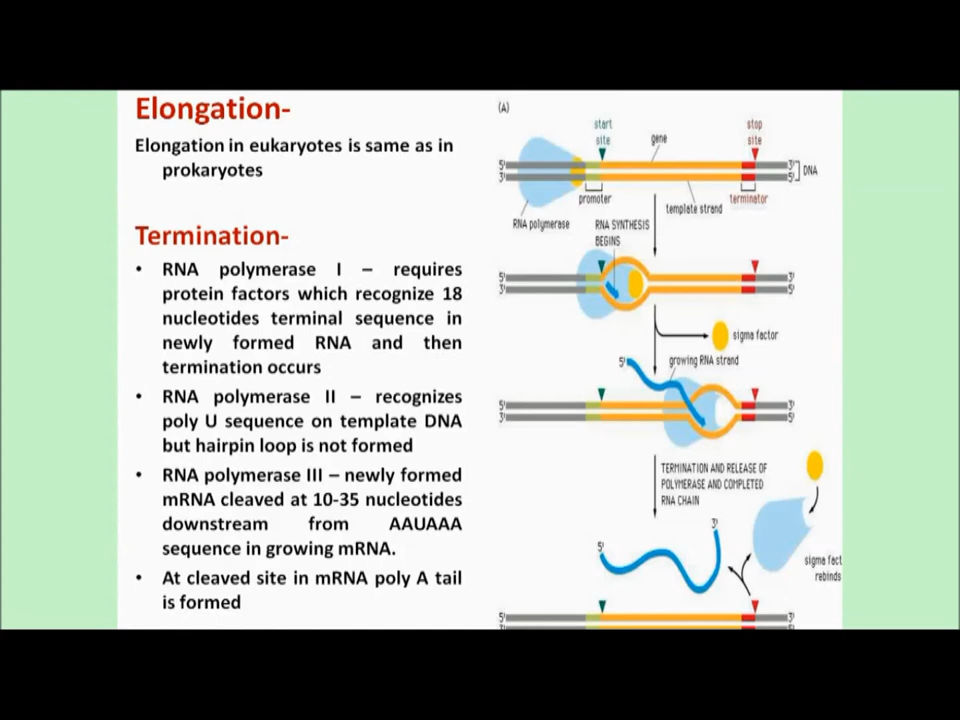 Elongation-
Elongation in eukaryotes is same as in
prokaryotes
Termination-
• RNA polymerase I – requires
protein factors which recognize 18
nucleotides terminal sequence in
newly formed RNA and then
termination occurs
• RNA polymerase II – recognizes
poly U sequence on template DNA
but hairpin loop is not formed
• RNA polymerase III – newly formed
mRNA cleaved at 10-35 nucleotides
downstream from AAUAAA
sequence in growing mRNA.
• At cleaved site in mRNA poly A tail
is formed
(A)
start
site
gene
stop
site
5' 3'
3' 5'
DNA
promoter
template strand
terminator
RNA polymerase
RNA SYNTHESIS
BEGINS
5' 3'
3' 5'
sigma factor
5'
growing RNA strand
5' 3'
3' 5'
TERMINATION AND RELEASE OF
POLYMERASE AND COMPLETED
RNA CHAIN
3'
5'
sigma fact
rebinds
5' 3'